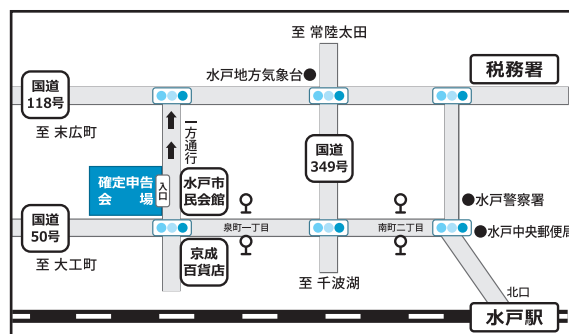 至 常陸太田
水戸地方気象台
税務署
国道
118号
至 末広町
一方通行
国道
349号
確定申告
会場
入口
水戸市
民会館
水戸警察署
国道
50号
泉町一丁目
南町二丁目
水戸中央郵便局
京成
百貨店
至 大工町
至 千波湖
北口
水戸駅